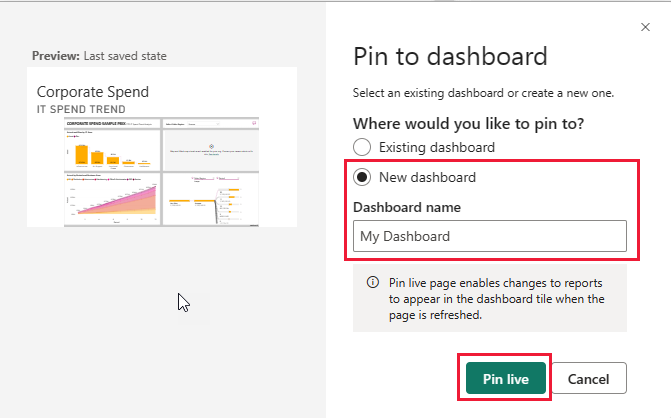 Preview: Last saved state
Corporate Spend
IT SPEND TREND
CORPORATE SPEND SAMPLE PBIX
Pin to dashboard
Select an existing dashboard or create a new one.
Where would you like to pin to?
Existing dashboard
New dashboard
Dashboard name
My Dashboard
Pin live page enables changes to reports
to appear in the dashboard tile when the
page is refreshed.
Pin live
Cancel